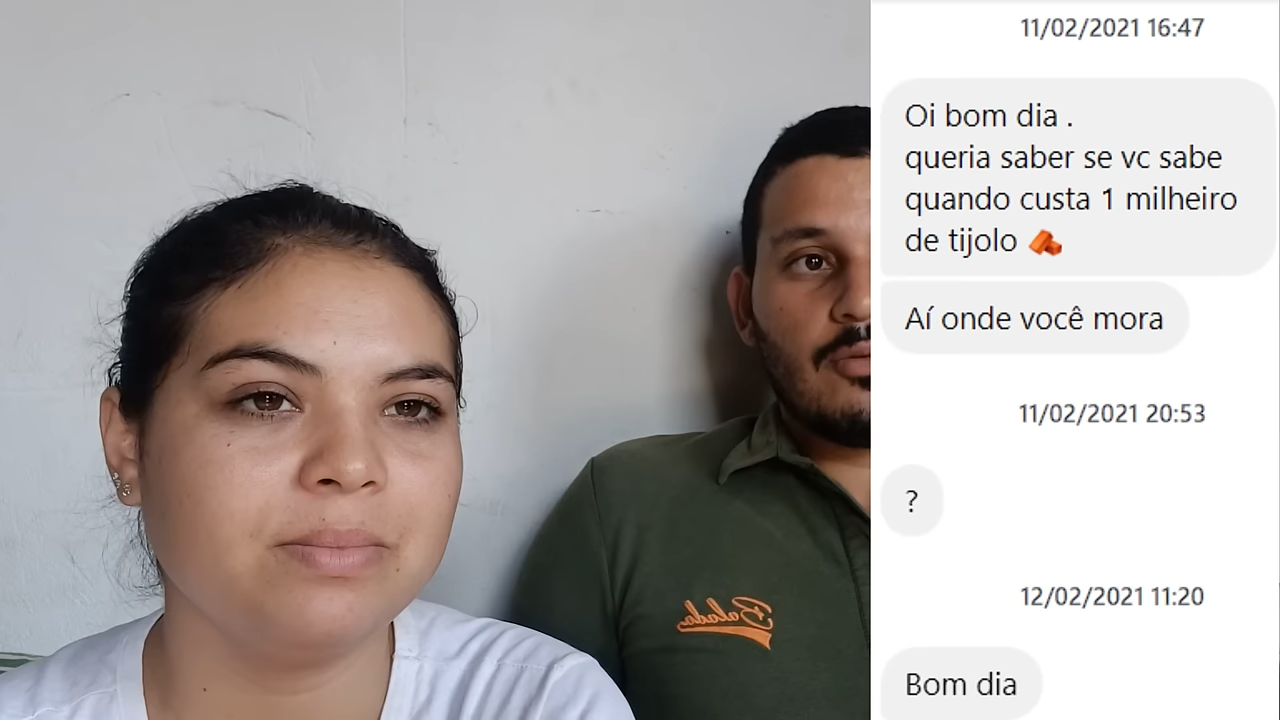 11/02/2021 16:47
Oi bom dia .
queria saber se vc sabe
quando custa 1 milheiro
de tijolo 🧱
Aí onde você mora
11/02/2021 20:53
?
12/02/2021 11:20
Bom dia
Balada